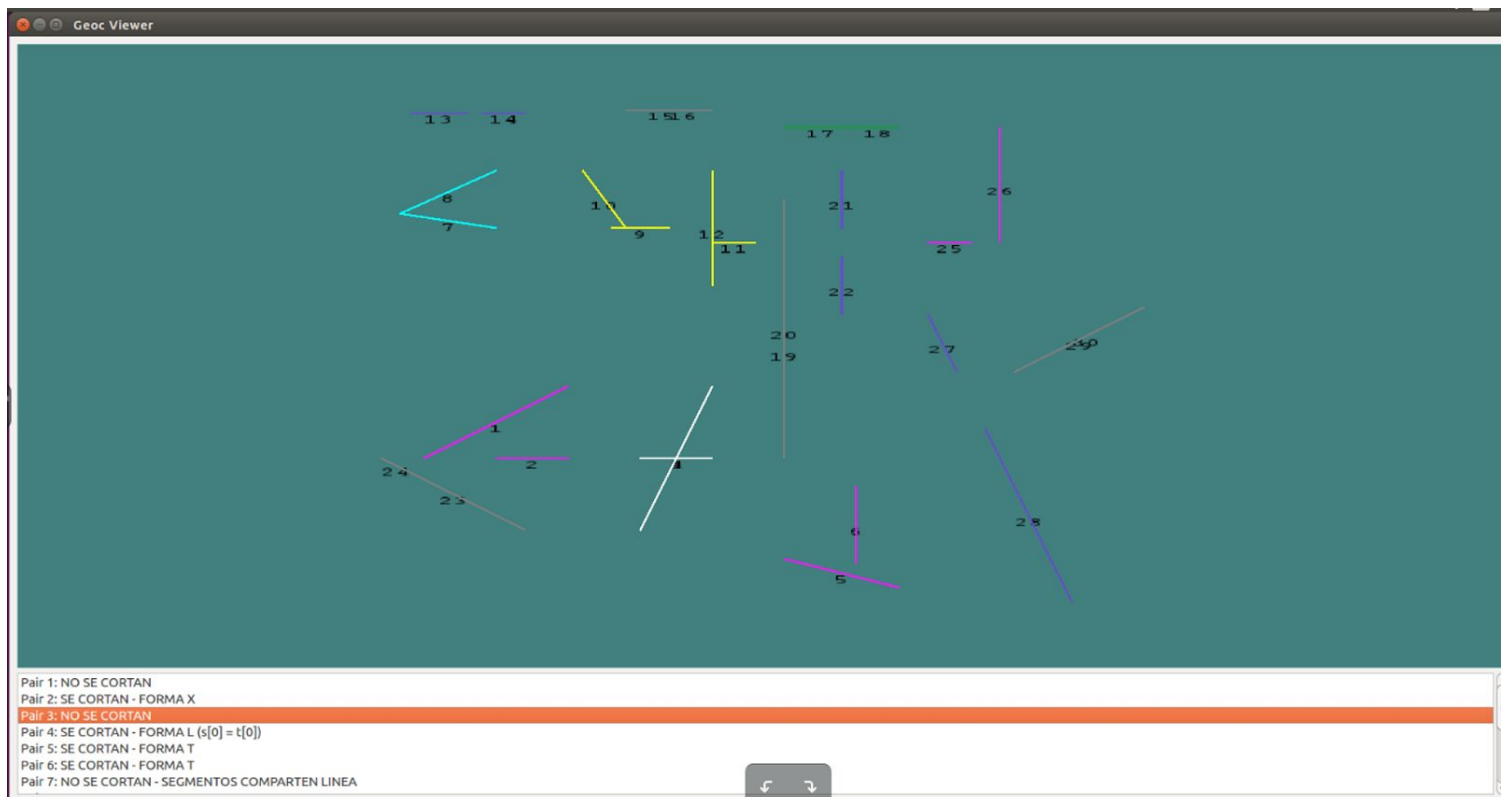 Geoc Viewer
13 14 15 16 17 18
26
8 10 21
7 9 12 11 25
22
20 27 29
19
1
24 2
23 28
6
5
Pair 1: NO SE CORTAN
Pair 2: SE CORTAN - FORMA X
Pair 3: NO SE CORTAN
Pair 4: SE CORTAN - FORMA L (s[0] = t[0])
Pair 5: SE CORTAN - FORMA T
Pair 6: SE CORTAN - FORMA T
Pair 7: NO SE CORTAN - SEGMENTOS COMPARTEN LINEA